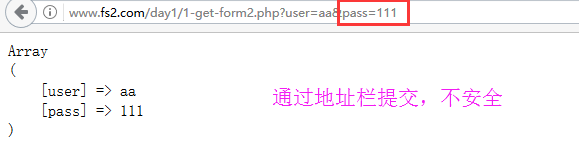 www.fs2.com/day1/1-get-form2.php?user=aa&pass=111
Array
(
[user] => aa
[pass] => 111
)
通过地址栏提交，不安全